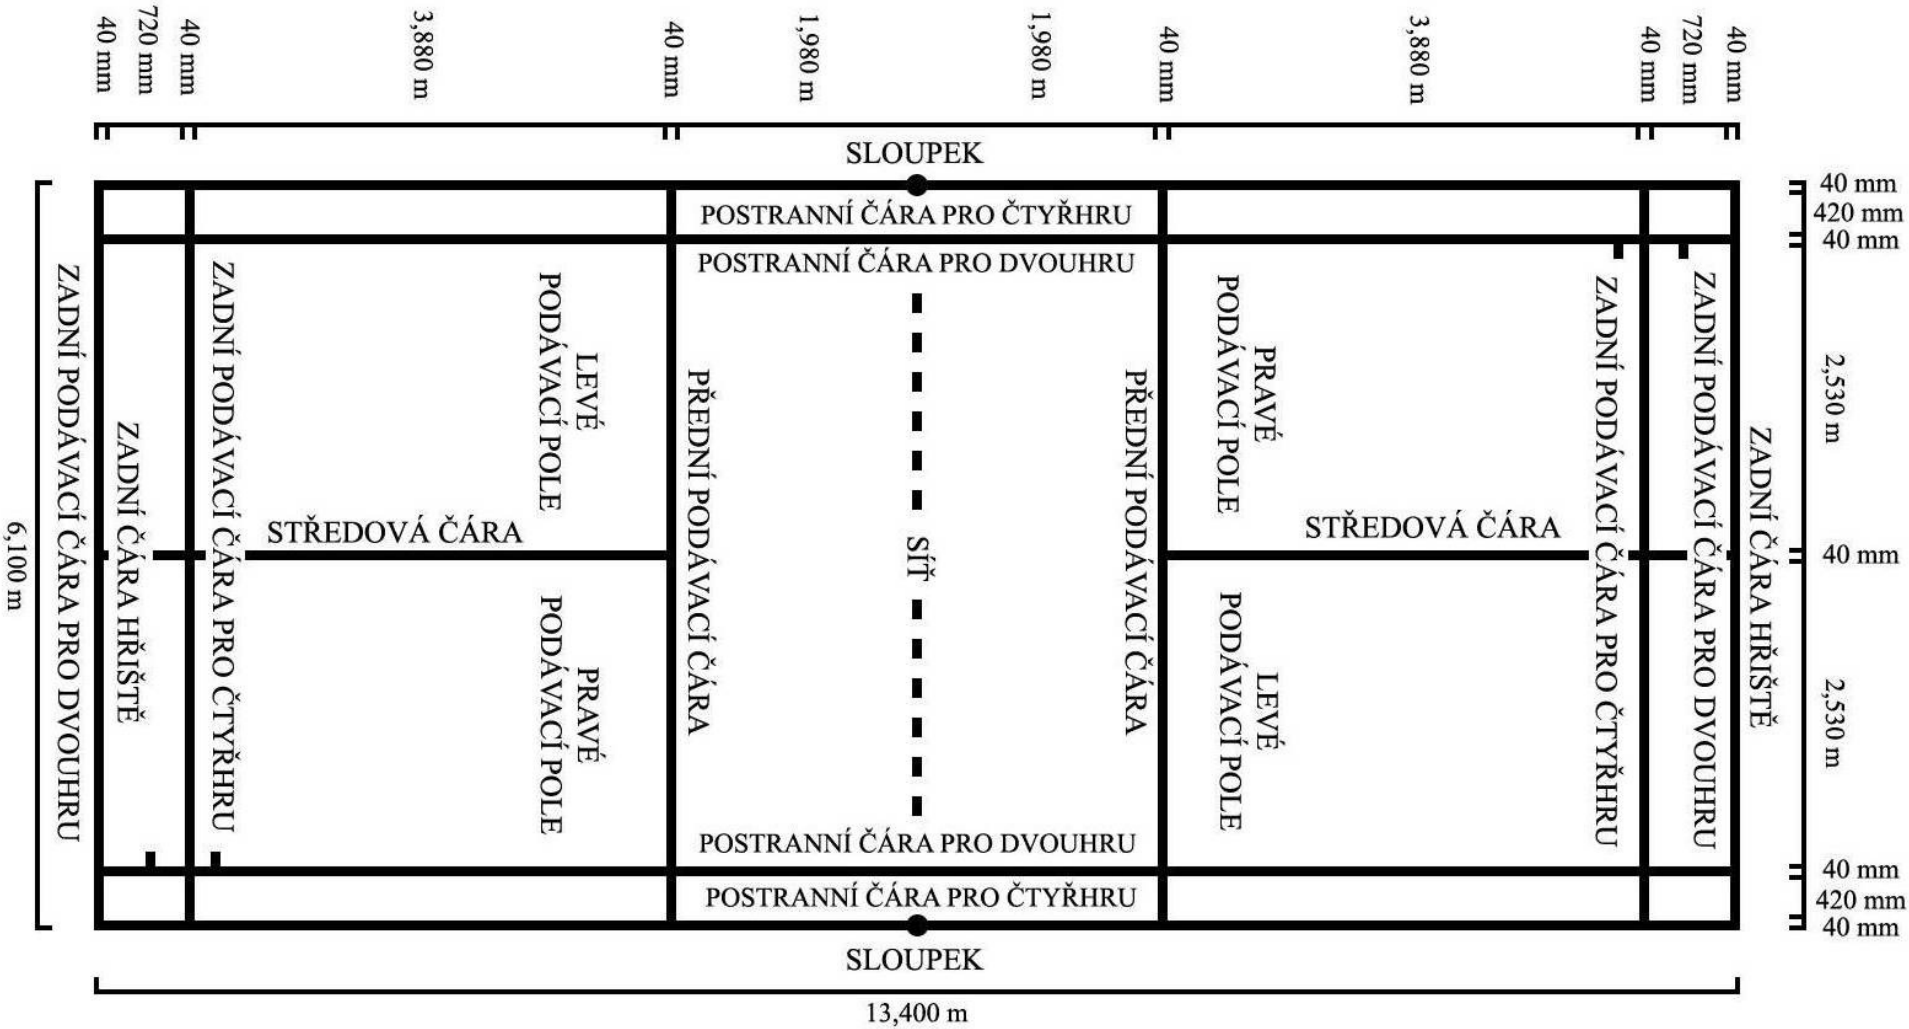 40 mm
720 mm
40 mm
3,880 m
40 mm
1,980 m
1,980 m
40 mm
3,880 m
40 mm
720 mm
40 mm
SLOUPEK
POSTRANNÍ ČÁRA PRO ČTYŘHRU
POSTRANNÍ ČÁRA PRO DVOUHRU
6,100 m
ZADNÍ PODÁVACÍ ČÁRA PRO DVOUHRU
ZADNÍ ČÁRA HŘIŠTĚ
ZADNÍ PODÁVACÍ ČÁRA PRO ČTYŘHRU
LEVÉ
PODÁVACÍ POLE
STŘEDOVÁ ČÁRA
PRAVÉ
PODÁVACÍ POLE
PŘEDNÍ PODÁVACÍ ČÁRA
SÍŤ
PŘEDNÍ PODÁVACÍ ČÁRA
PRAVÉ
PODÁVACÍ POLE
STŘEDOVÁ ČÁRA
LEVÉ
PODÁVACÍ POLE
ZADNÍ PODÁVACÍ ČÁRA PRO ČTYŘHRU
ZADNÍ PODÁVACÍ ČÁRA PRO DVOUHRU
ZADNÍ ČÁRA HŘIŠTĚ
40 mm
420 mm
40 mm
2,530 m
40 mm
2,530 m
40 mm
420 mm
40 mm
POSTRANNÍ ČÁRA PRO DVOUHRU
POSTRANNÍ ČÁRA PRO ČTYŘHRU
SLOUPEK
13,400 m